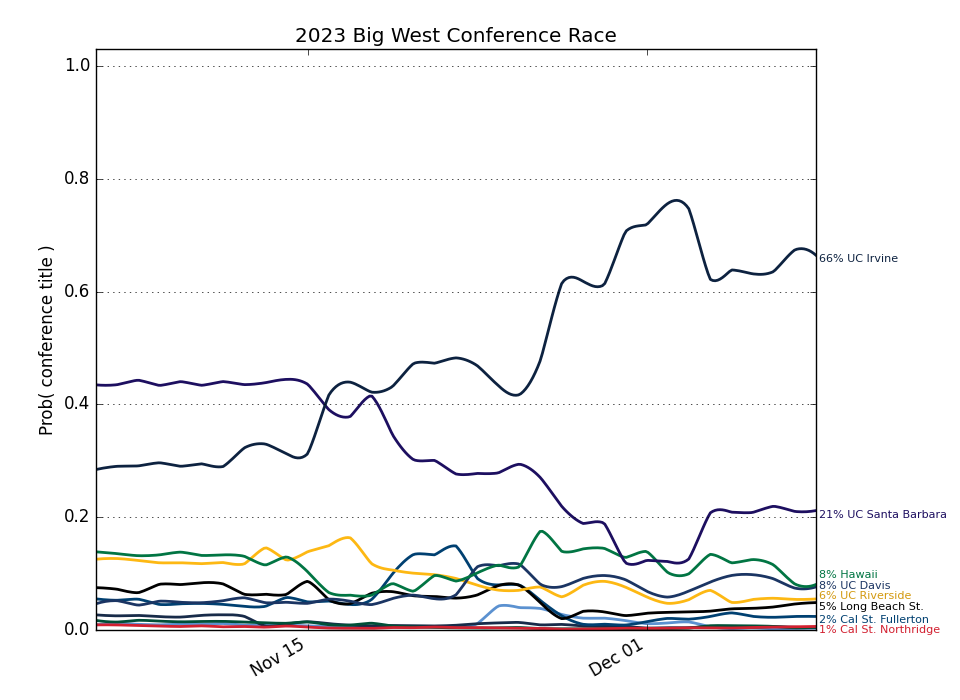 2023 Big West Conference Race
Prob( conference title )
1.0
0.8
0.6
0.4
0.2
0.0
Nov 15
Dec 01
66% UC Irvine
21% UC Santa Barbara
8% Hawaii
8% UC Davis
6% UC Riverside
5% Long Beach St.
2% Cal St. Fullerton
1% Cal St. Northridge